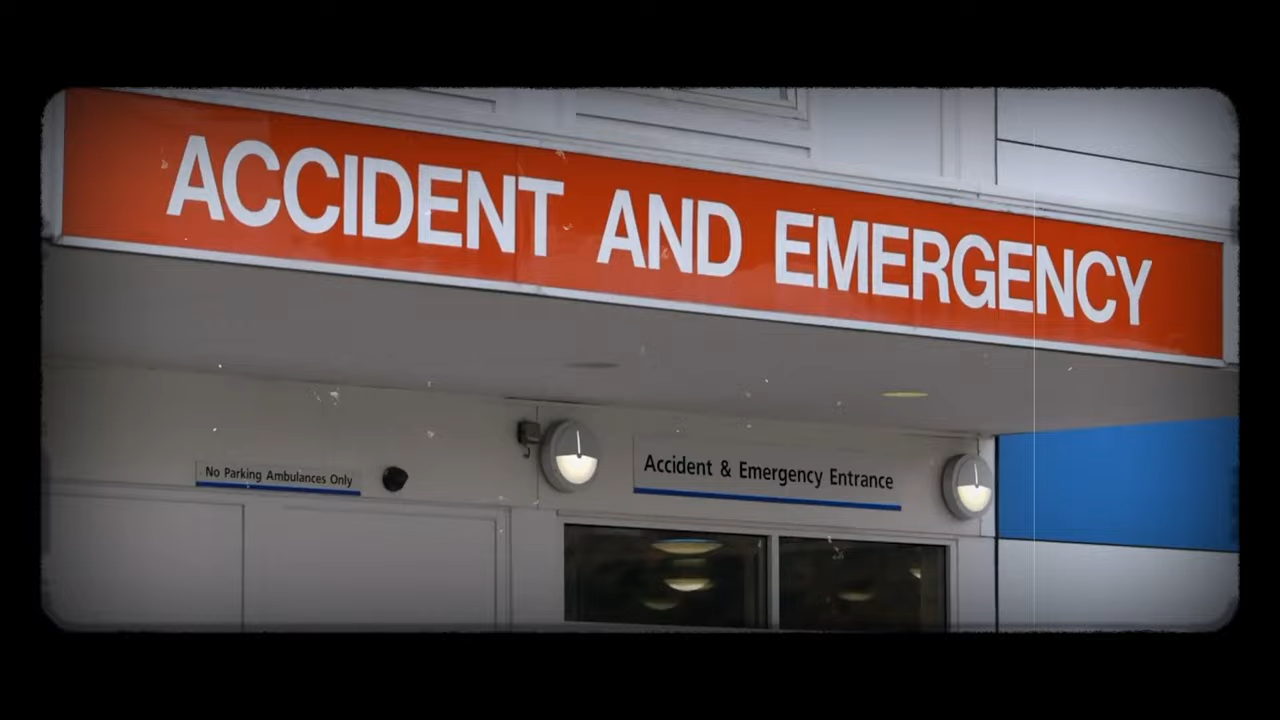 ACCIDENT AND EMERGENCY
No Parking Ambulances Only
Accident & Emergency Entrance